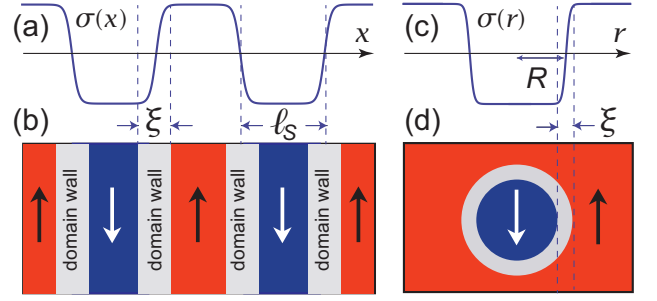 (a) σ(x) x
ξ ℓS
(b)
domain wall
domain wall
domain wall
domain wall
(c) σ(r) r
R
ξ
(d)